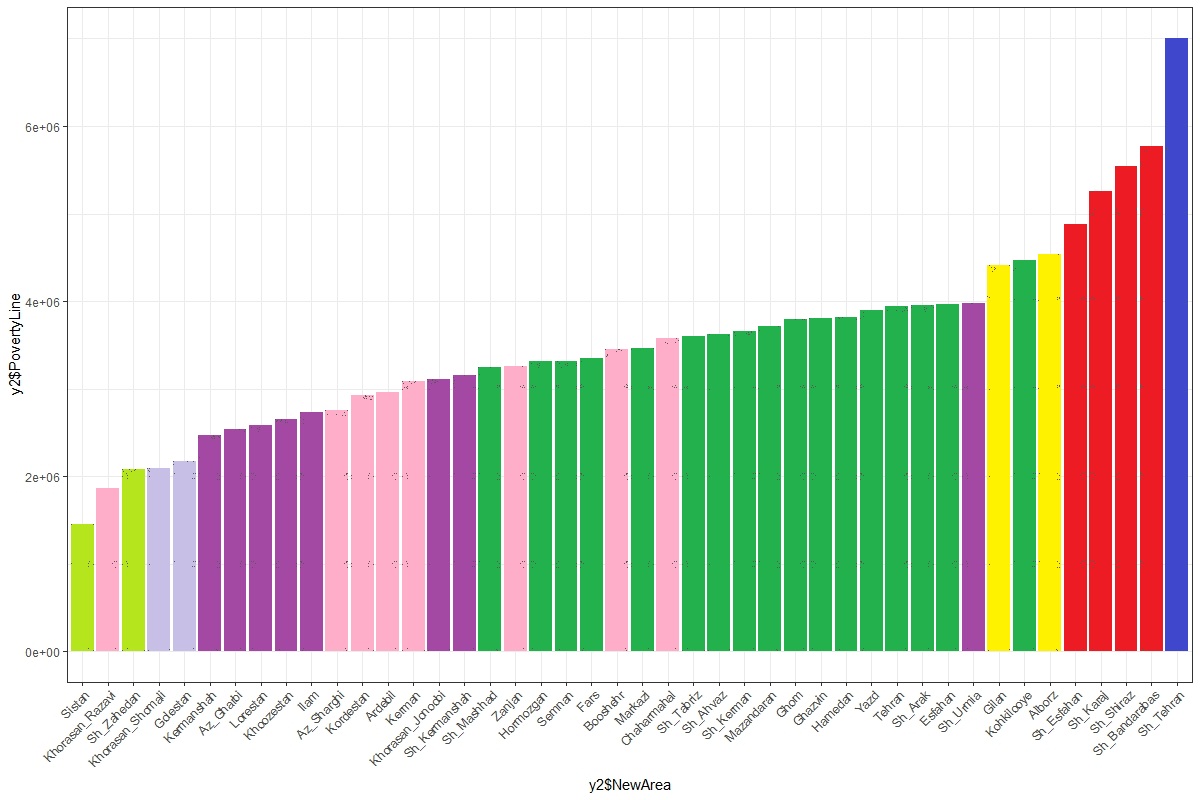 y2$PovertyLine
6e+06
4e+06
2e+06
0e+00
Sistan
Khorasan_Razavi
Sh_Zahedan
Khorasan_Shomali
Golestan
Kermanshah
Az_Gharbi
Lorestan
Khoozestan
Ilam
Az_Sharghi
Kordestan
Ardebil
Kerman
Khorasan_Jonoobi
Sh_Kermanshah
Sh_Mashhad
Zanjan
Hormozgan
Semnan
Fars
Booshehr
Markazi
Chaharmahal
Sh_Tabriz
Sh_Ahvaz
Sh_Kerman
Mazandaran
Ghom
Ghazvin
Hamedan
Yazd
Tehran
Sh_Arak
Esfahan
Sh_Urmia
Gilan
Kohkilooye
Alborz
Sh_Esfahan
Sh_Karaj
Sh_Shiraz
Sh_Bandarabas
Sh_Tehran
y2$NewArea